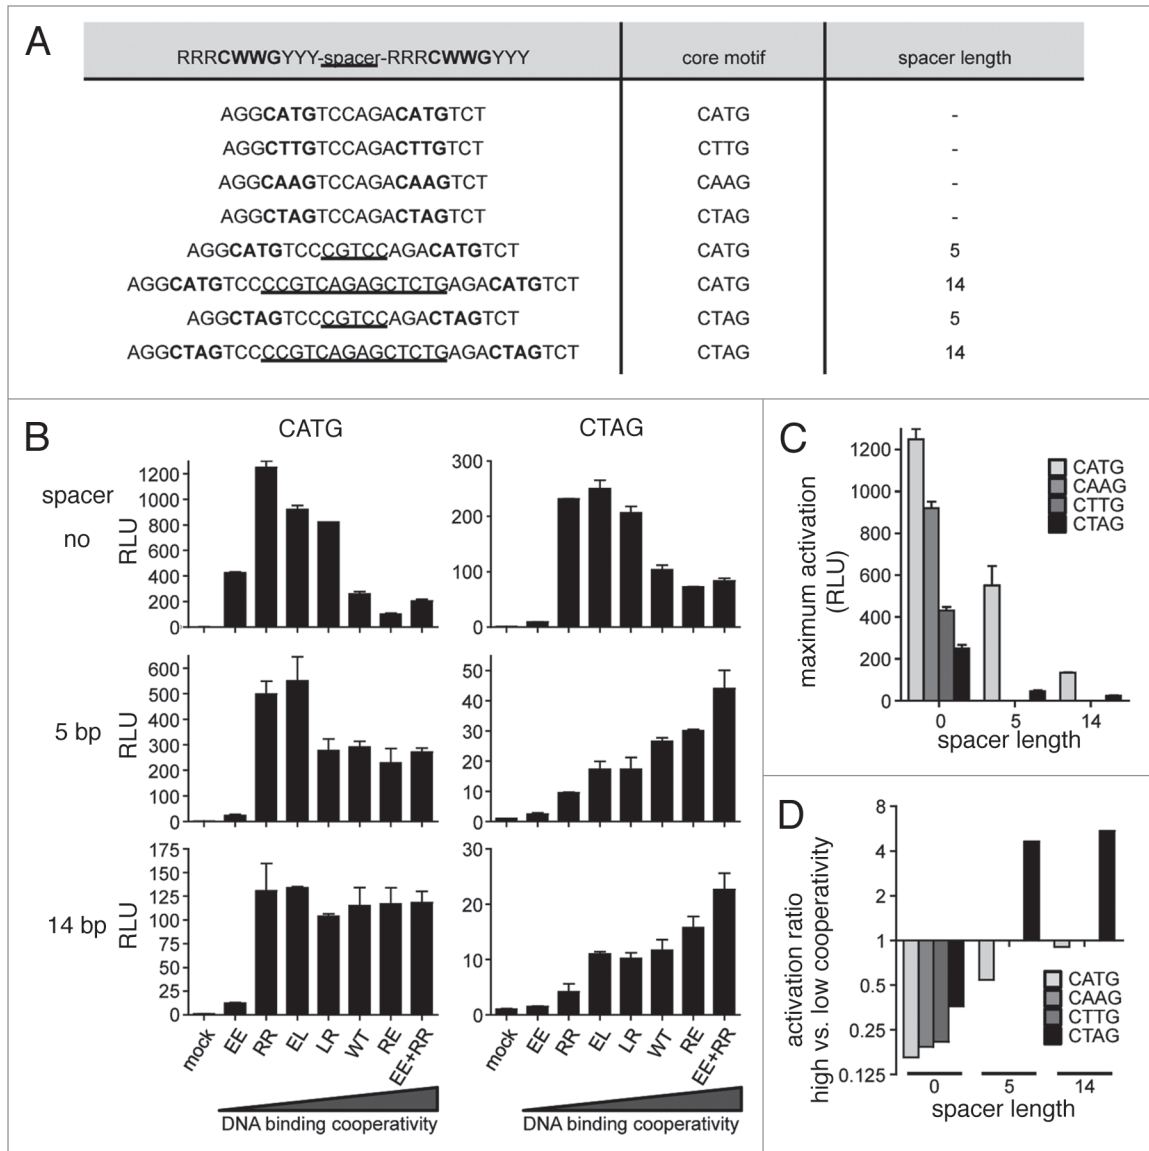 A
RRRCWWGYYY-spacer-RRRCWWGYYY core motif spacer length
AGGCATGTCCAGACATGTCT CATG -
AGGCTTGTCCAGACTTGTCT CTTG -
AGGCAAGTCCAGACAAGTCT CAAG -
AGGCTAGTCCAGACTAGTCT CTAG -
AGGCATGTCCCGTCCAGACATGTCT CATG 5
AGGCATGTCCCCGTCAGAGCTCTGAGACATGTCT CATG 14
AGGCTAGTCCCGTCCAGACTAGTCT CTAG 5
AGGCTAGTCCCCGTCAGAGCTCTGAGACTAGTCT CTAG 14
B
CATG CTAG
spacer
no
RLU
1200
1000
800
600
400
200
0
300
200
100
0
5 bp
RLU
600
500
400
300
200
100
0
50
40
30
20
10
0
14 bp
RLU
175
150
125
100
75
50
25
0
30
20
10
0
mock EE RR EL LR WT RE EE+RR
mock EE RR EL LR WT RE EE+RR
DNA binding cooperativity
DNA binding cooperativity
C
maximum activation
(RLU)
1200
1000
800
600
400
200
0
CATG
CAAG
CTTG
CTAG
0 5 14
spacer length
D
activation ratio
high vs. low cooperativity
8
4
2
1
0.5
0.25
0.125
CATG
CAAG
CTTG
CTAG
0 5 14
spacer length